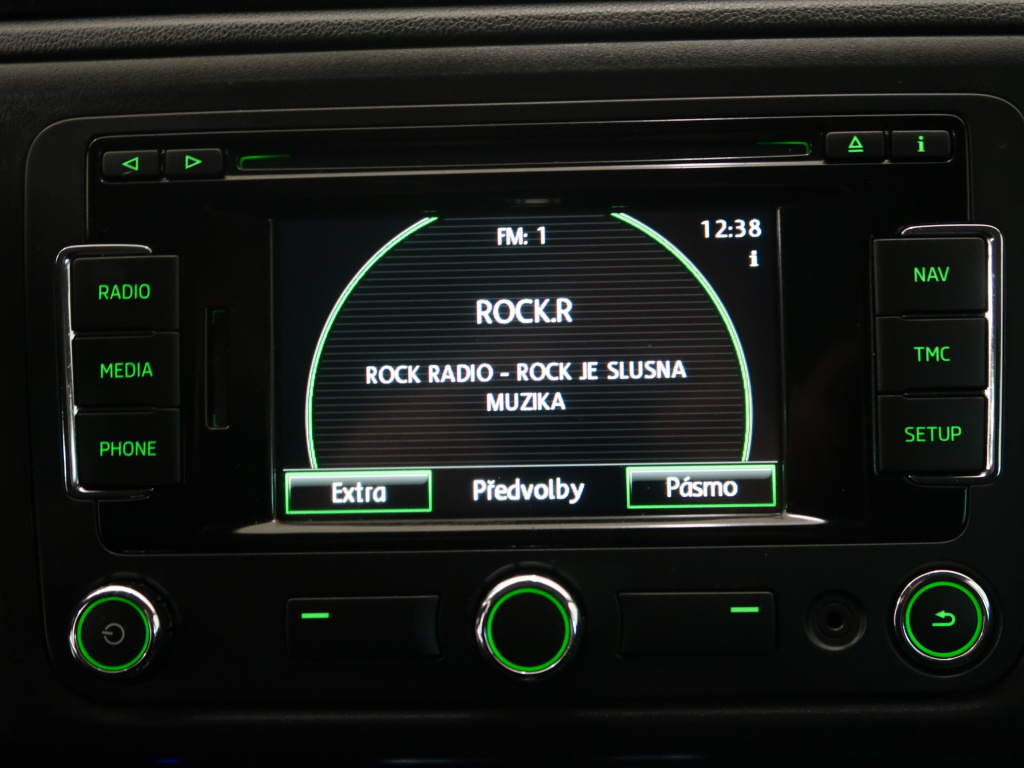 FM: 1
12:38
i
i
ROCK.R
ROCK RADIO - ROCK JE SLUSNA
MUZIKA
Extra
Předvolby
Pásmo
RADIO
MEDIA
PHONE
NAV
TMC
SETUP